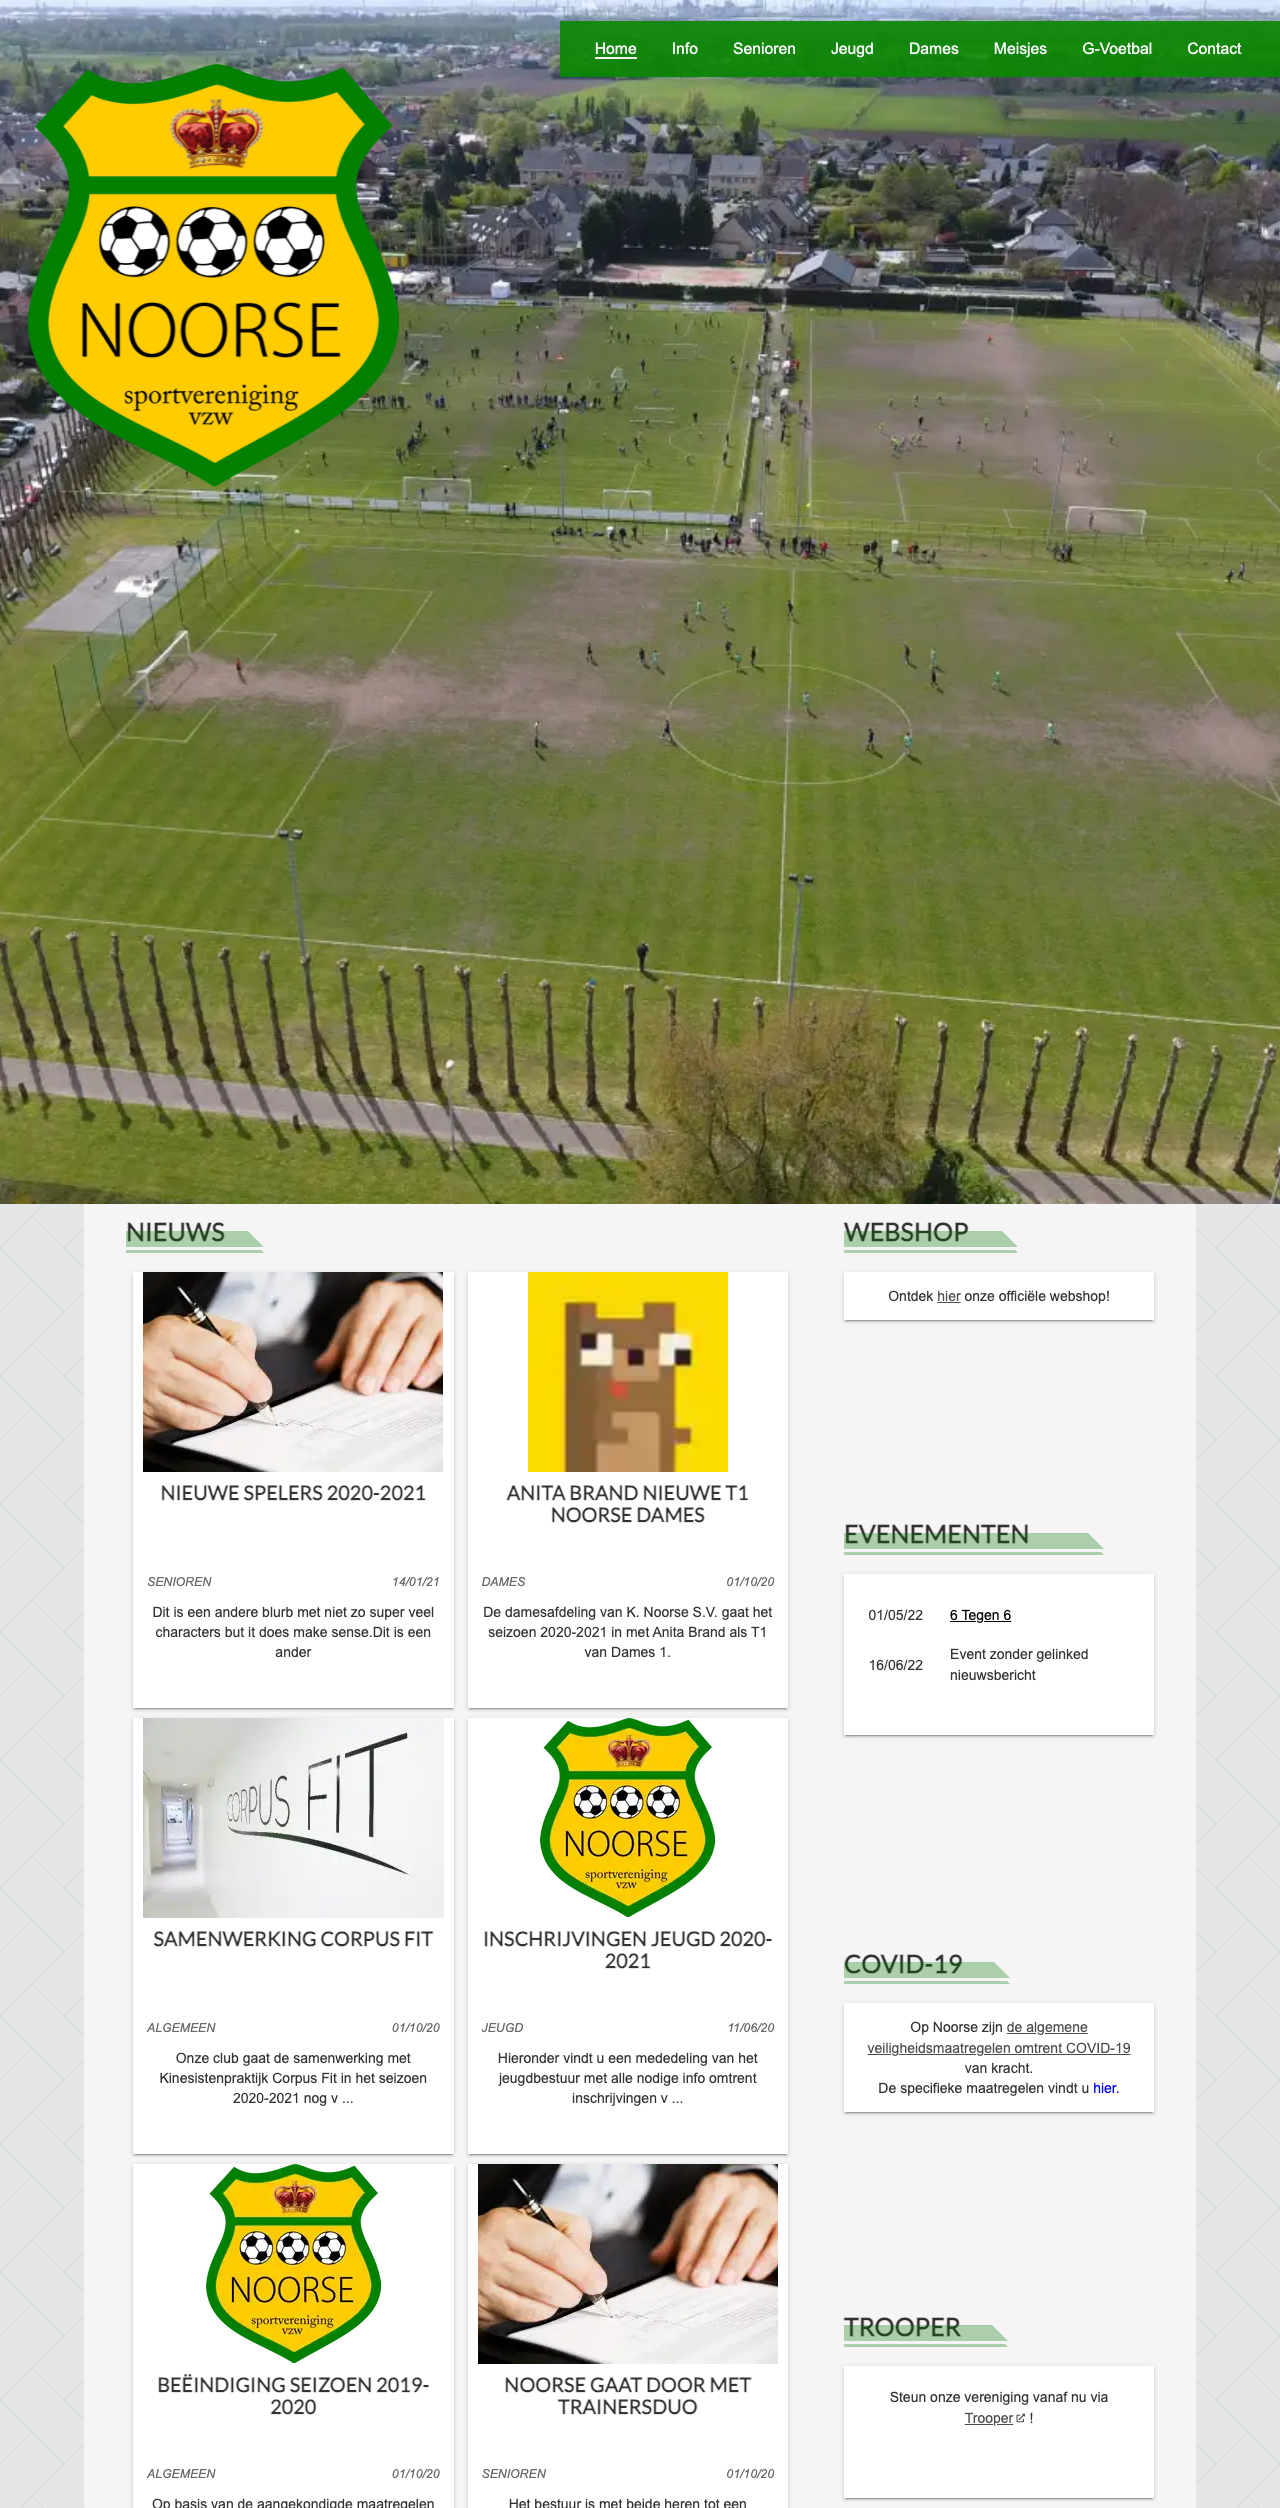 Home Info Senioren Jeugd Dames Meisjes G-Voetbal Contact
NOORSE
sportvereniging
vzw
NIEUWS
NIEUWE SPELERS 2020-2021
SENIOREN 14/01/21
Dit is een andere blurb met niet zo super veel
characters but it does make sense.Dit is een
ander
ANITA BRAND NIEUWE T1
NOORSE DAMES
DAMES 01/10/20
De damesafdeling van K. Noorse S.V. gaat het
seizoen 2020-2021 in met Anita Brand als T1
van Dames 1.
CORPUS FIT
SAMENWERKING CORPUS FIT
ALGEMEEN 01/10/20
Onze club gaat de samenwerking met
Kinesistenpraktijk Corpus Fit in het seizoen
2020-2021 nog v ...
NOORSE
sportvereniging
vzw
INSCHRIJVINGEN JEUGD 2020-
2021
JEUGD 11/06/20
Hieronder vindt u een mededeling van het
jeugdbestuur met alle nodige info omtrent
inschrijvingen v ...
NOORSE
sportvereniging
vzw
BEËINDIGING SEIZOEN 2019-
2020
ALGEMEEN 01/10/20
Op basis van de aangekondigde maatregelen
NOORSE GAAT DOOR MET
TRAINERSDUO
SENIOREN 01/10/20
Het bestuur is met beide heren tot een
WEBSHOP
Ontdek hier onze officiële webshop!
EVENEMENTEN
01/05/22 6 Tegen 6
16/06/22 Event zonder gelinked
nieuwsbericht
COVID-19
Op Noorse zijn de algemene
veiligheidsmaatregelen omtrent COVID-19
van kracht.
De specifieke maatregelen vindt u hier.
TROOPER
Steun onze vereniging vanaf nu via
Trooper !